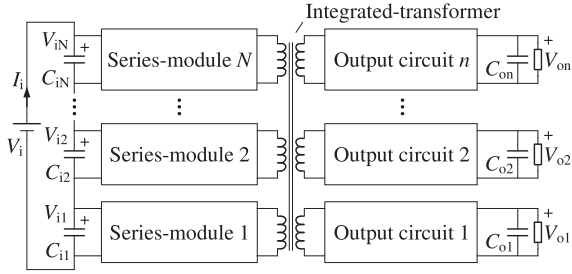 Integrated-transformer
V_iN + Series-module N Output circuit n C_on + V_on
C_iN
I_i
V_i
V_i2 + Series-module 2 Output circuit 2 C_o2 + V_o2
C_i2
V_i1 + Series-module 1 Output circuit 1 C_o1 + V_o1
C_i1